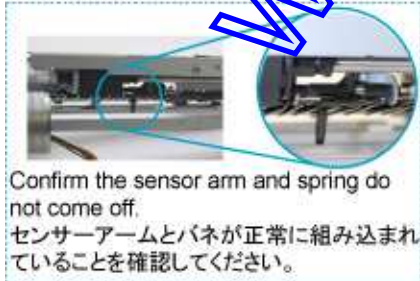 Confirm the sensor arm and spring do
not come off.
センサーアームとバネが正常に組み込まれ
ていることを確認してください。